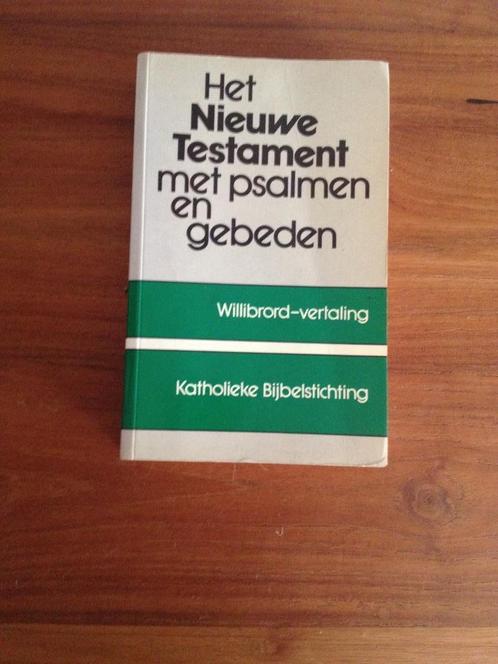 Het
Nieuwe
Testament
met psalmen
en
gebeden
Willibrord-vertaling
Katholieke Bijbelstichting